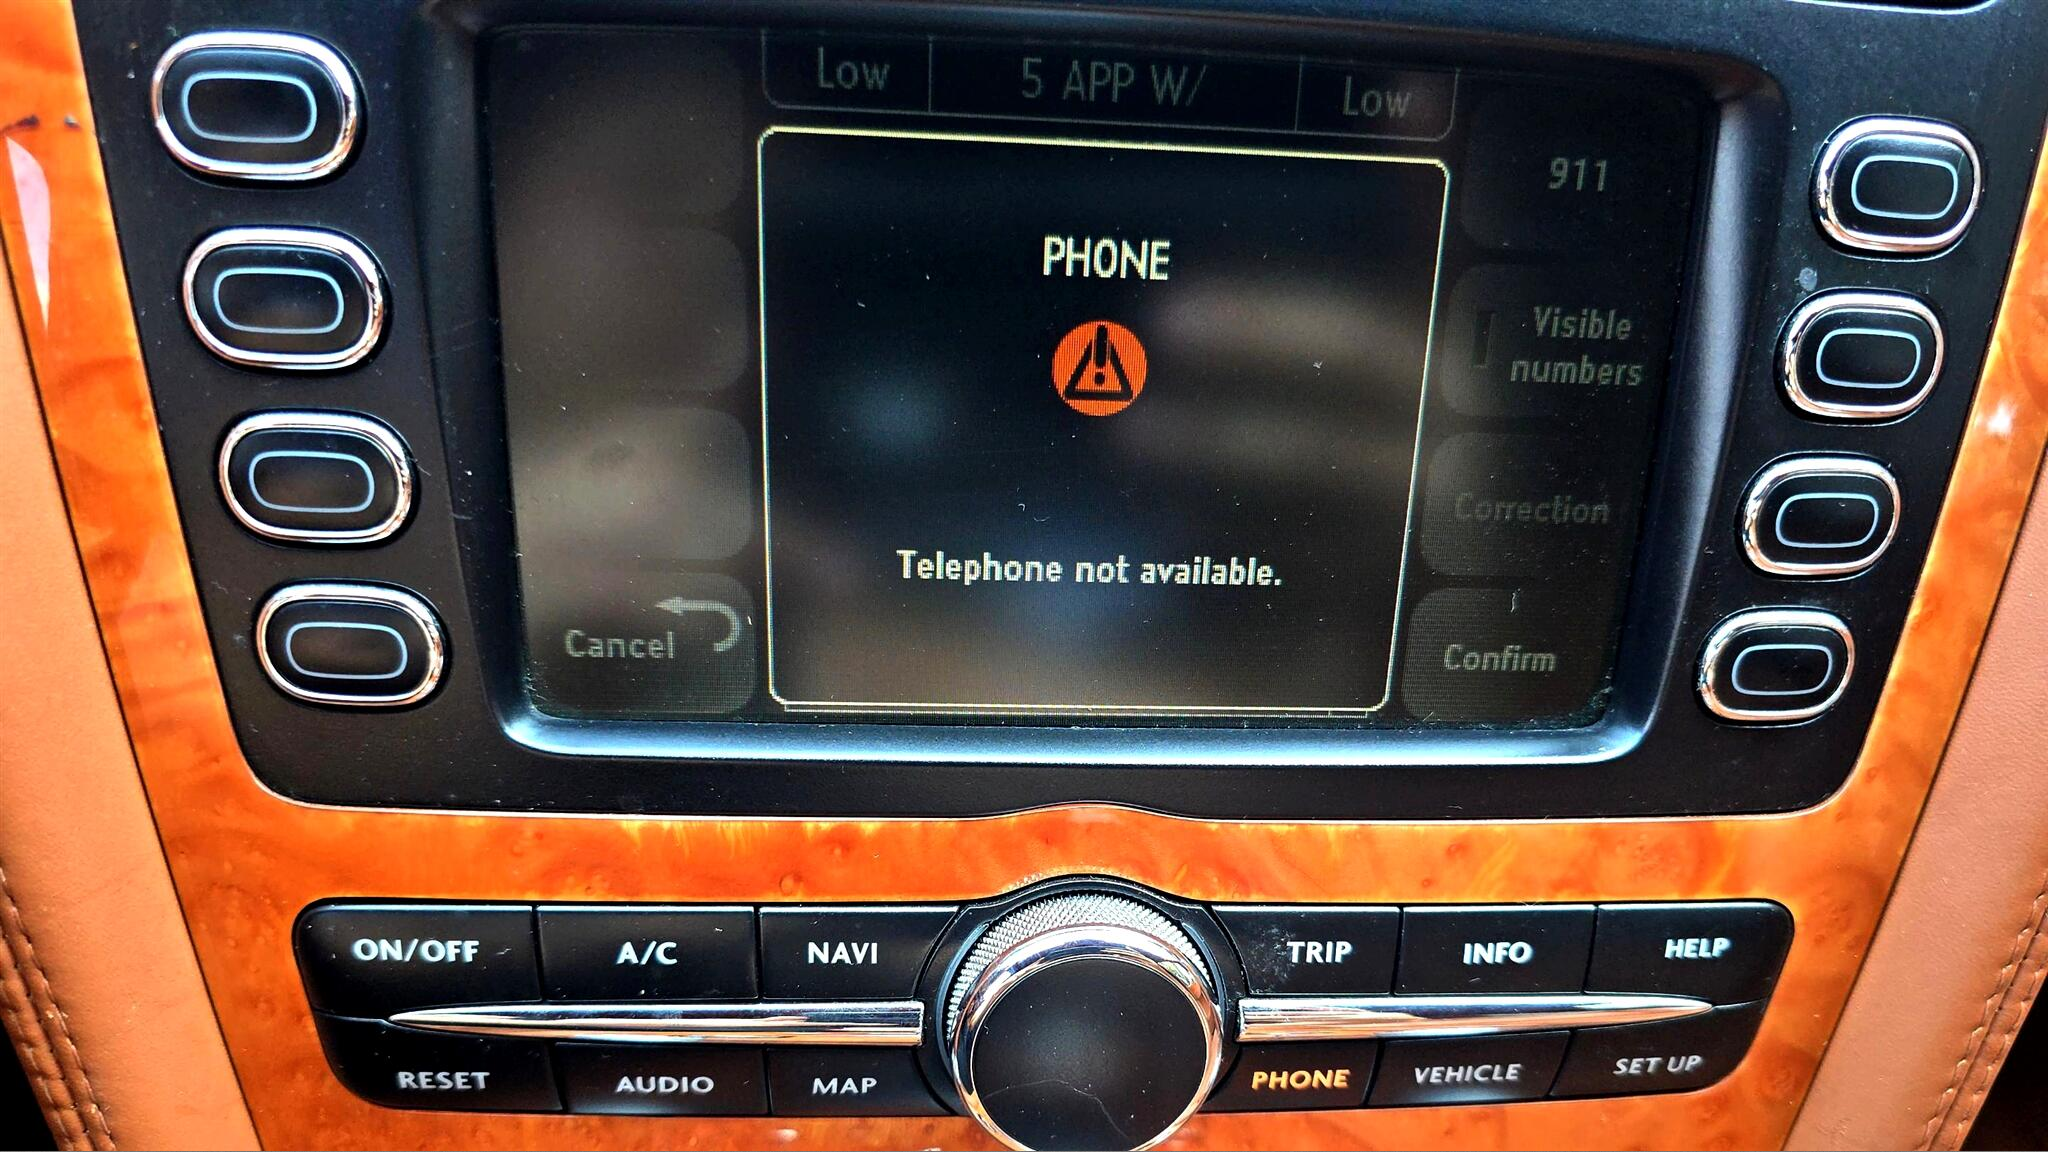 Low 5 APP W/ Low
911
PHONE
Visible
numbers
Correction
Telephone not available.
Cancel
Confirm
ON/OFF A/C NAVI TRIP INFO HELP
RESET AUDIO MAP PHONE VEHICLE SET UP